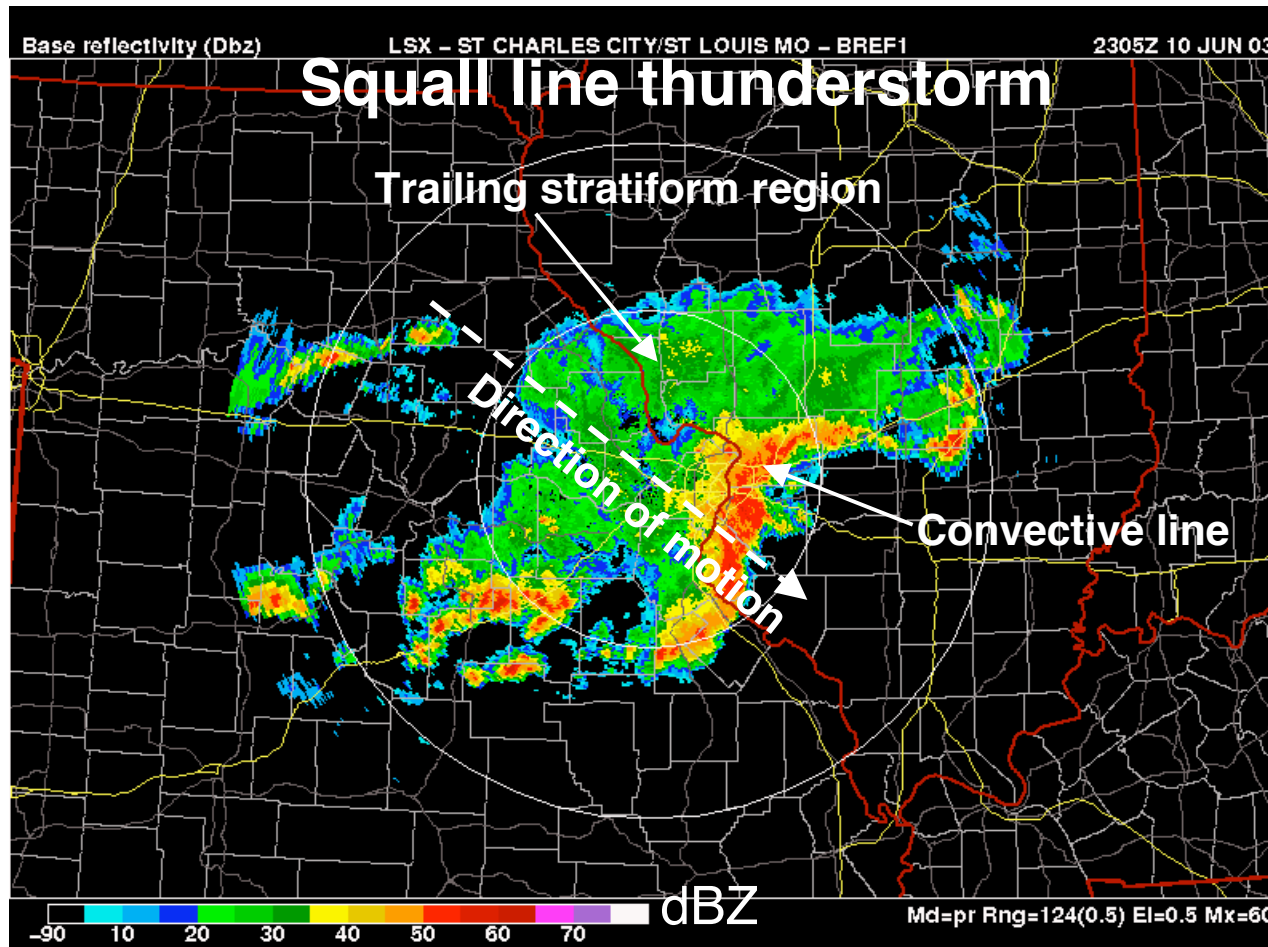 Base reflectivity (Dbz) LSX – ST CHARLES CITY/ST LOUIS MO – BREF1 2305Z 10 JUN 03
Squall line thunderstorm
Trailing stratiform region
Direction of motion
Convective line
dBZ
Md=pr Rng=124(0.5) El=0.5 Mx=60
–90 10 20 30 40 50 60 70